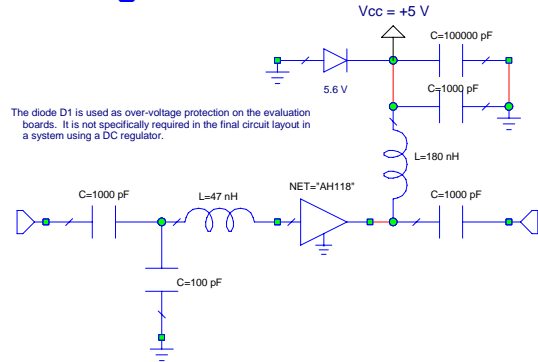 Vcc = +5 V
C=100000 pF
5.6 V
C=1000 pF
The diode D1 is used as over-voltage protection on the evaluation
boards. It is not specifically required in the final circuit layout in
a system using a DC regulator.
L=180 nH
C=1000 pF
L=47 nH
NET="AH118"
C=1000 pF
C=100 pF